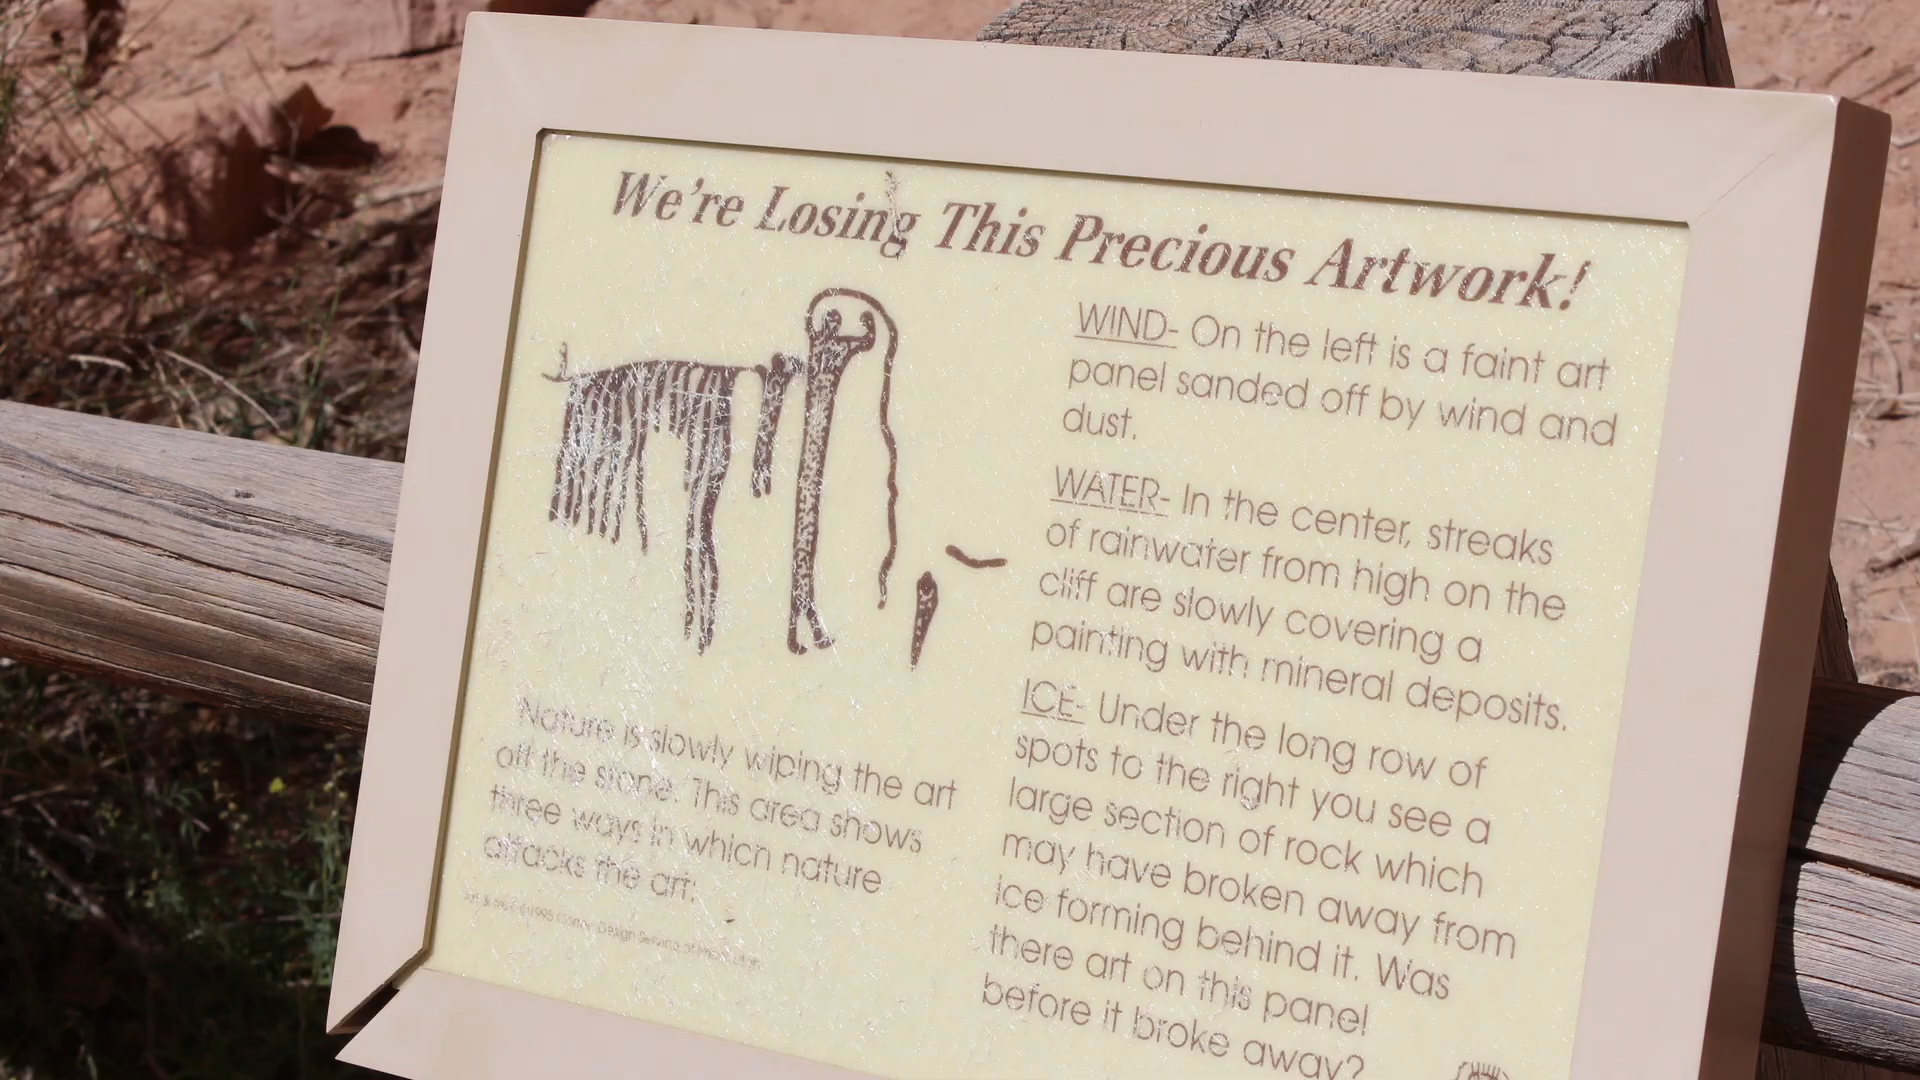 We're Losing This Precious Artwork!
Nature is slowly wiping the art
off the stone. This area shows
three ways in which nature
attacks the art:
Design Service of
WIND- On the left is a faint art
panel sanded off by wind and
dust.
WATER- In the center, streaks
of rainwater from high on the
cliff are slowly covering a
painting with mineral deposits.
ICE- Under the long row of
spots to the right you see a
large section of rock which
may have broken away from
ice forming behind it. Was
there art on this panel
before it broke away?